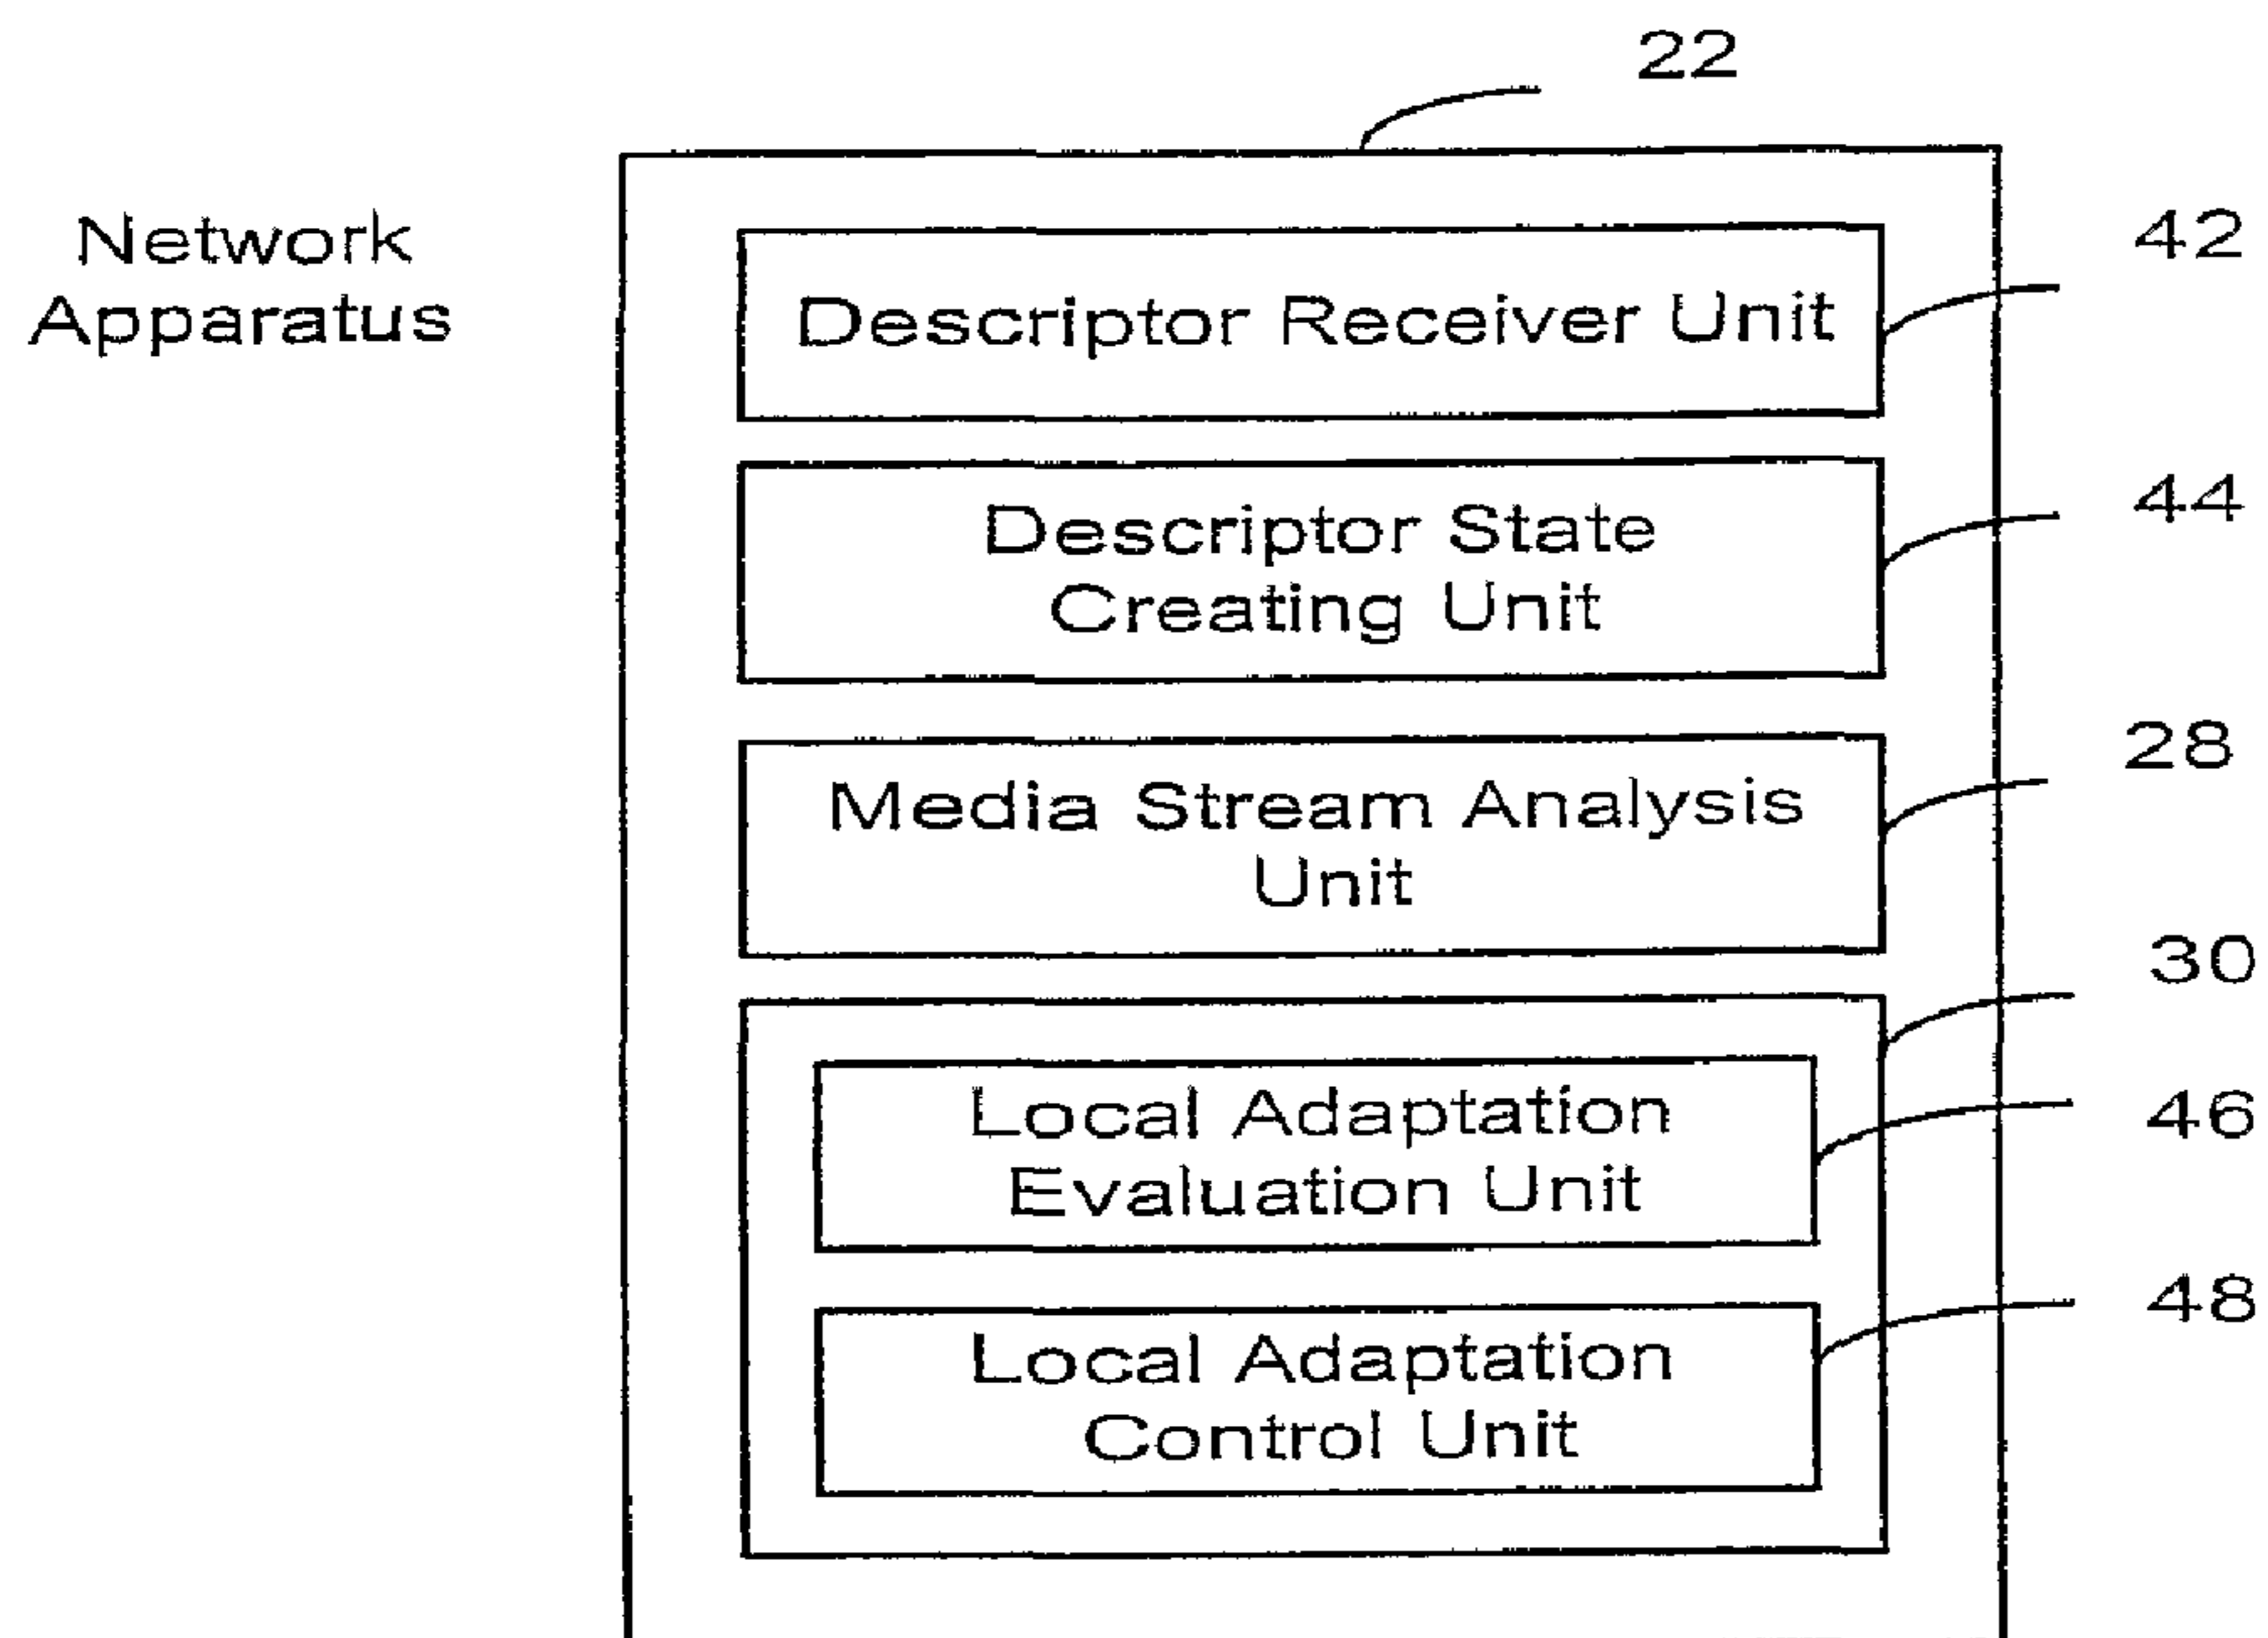 22
Network
Apparatus
42
Descriptor Receiver Unit
44
Descriptor State
Creating Unit
28
Media Stream Analysis
Unit
30
Local Adaptation
Evaluation Unit
46
Local Adaptation
Control Unit
48